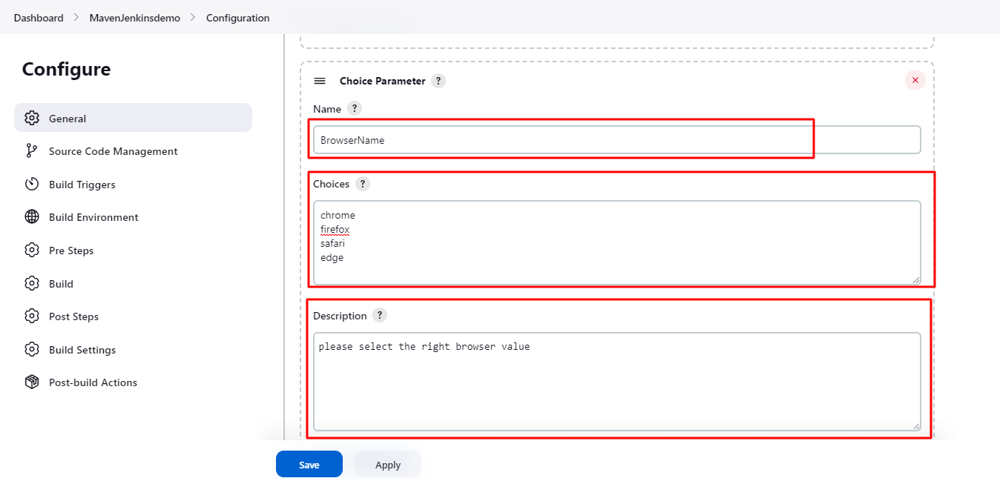 Dashboard > MavenJenkinsdemo > Configuration
Configure
General
Source Code Management
Build Triggers
Build Environment
Pre Steps
Build
Post Steps
Build Settings
Post-build Actions
Choice Parameter ?
Name ?
BrowserName
Choices ?
chrome
firefox
safari
edge
Description ?
please select the right browser value
Save Apply